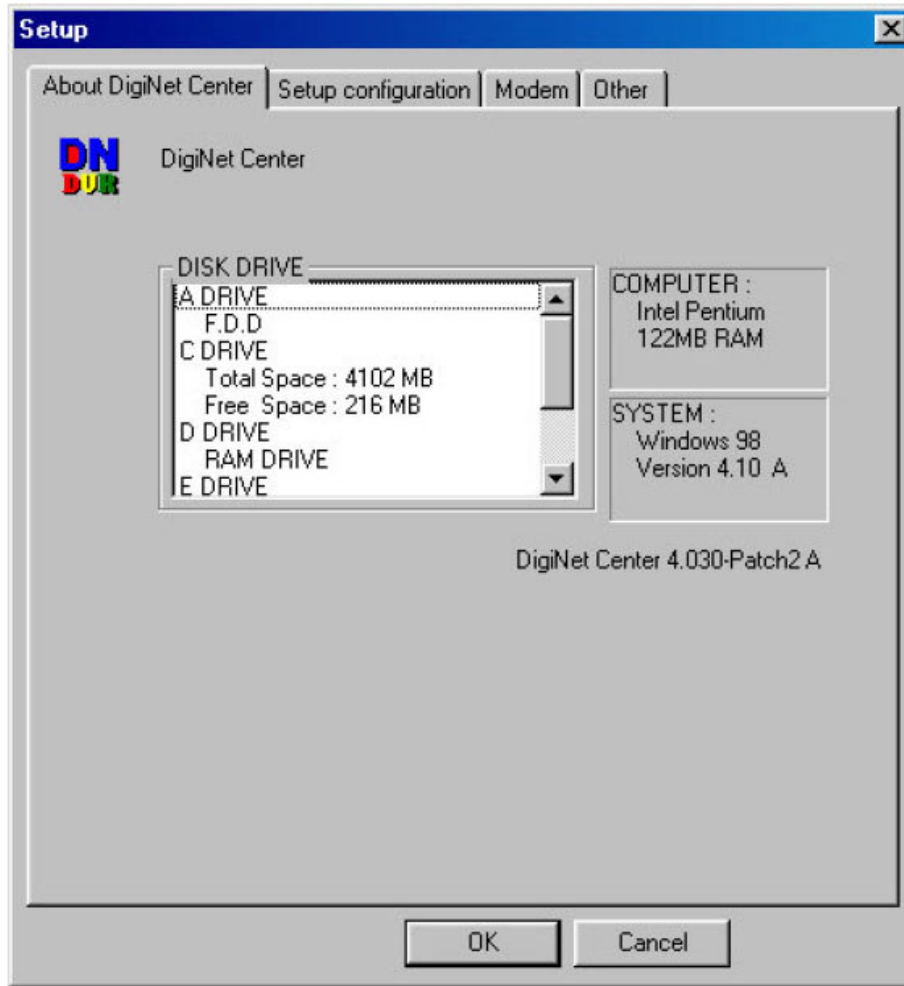 Setup
About DigiNet Center
Setup configuration
Modem
Other
DN
DVR
DigiNet Center
DISK DRIVE
A DRIVE
F.D.D
C DRIVE
Total Space : 4102 MB
Free Space : 216 MB
D DRIVE
RAM DRIVE
E DRIVE
COMPUTER :
Intel Pentium
122MB RAM
SYSTEM :
Windows 98
Version 4.10 A
DigiNet Center 4.030-Patch2 A
OK
Cancel